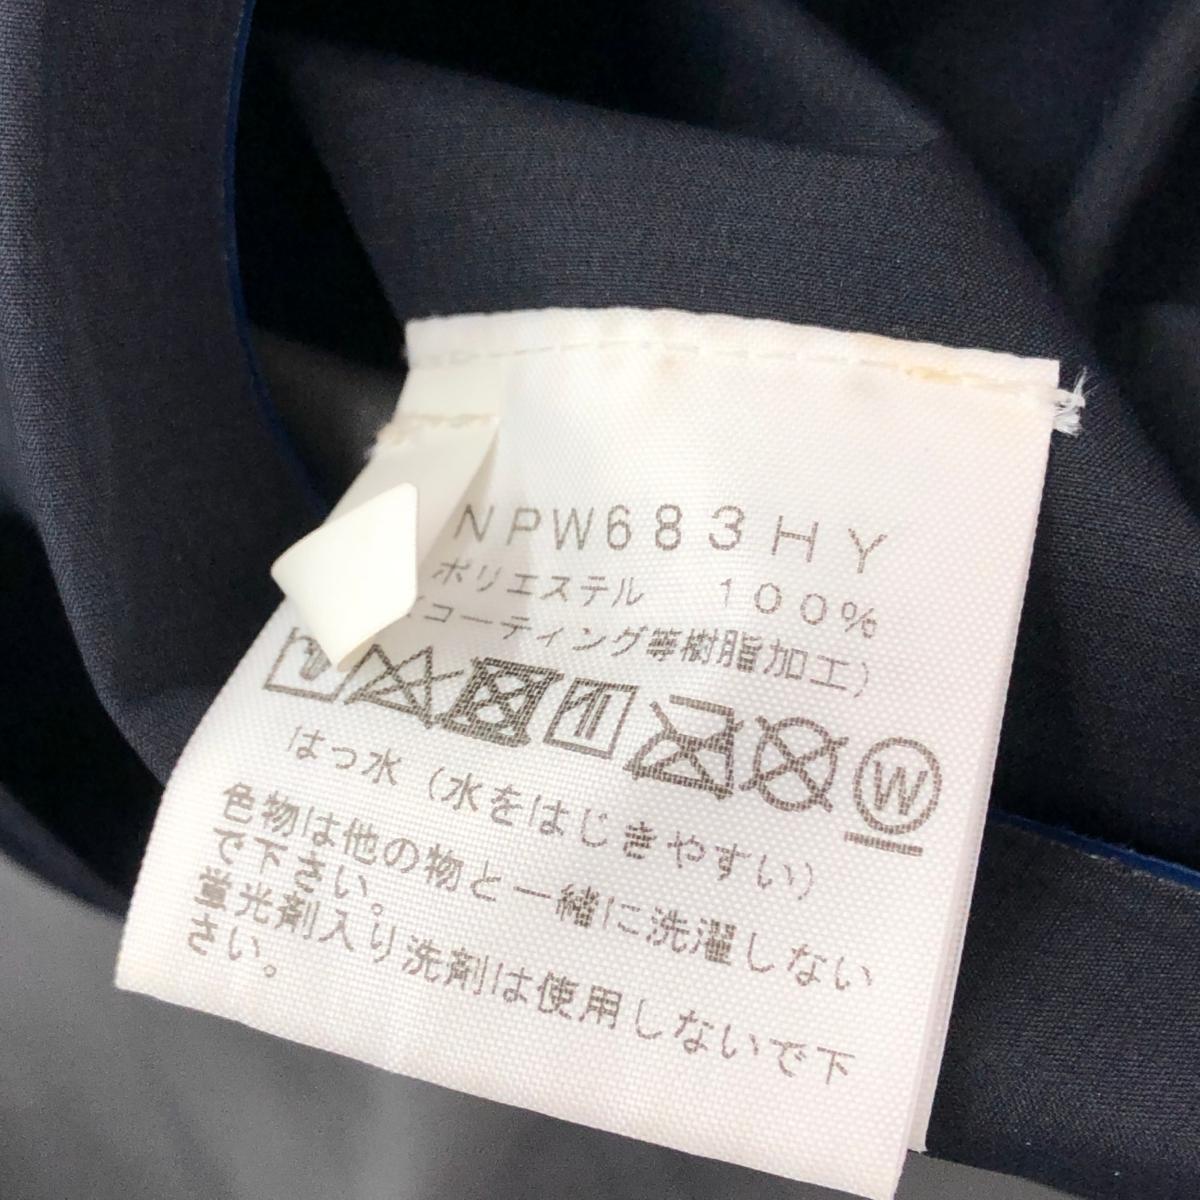 NPW683HY
ポリエステル　100%
コーティング等樹脂加工）
W
はっ水（水をはじきやすい）
色物は他の物と一緒に洗濯しない
で下さい。
蛍光剤入り洗剤は使用しないで下
さい。